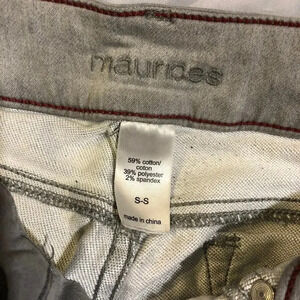 maurices
59% cotton/
coton
39% polyester
2% spandex
S-S
made in china